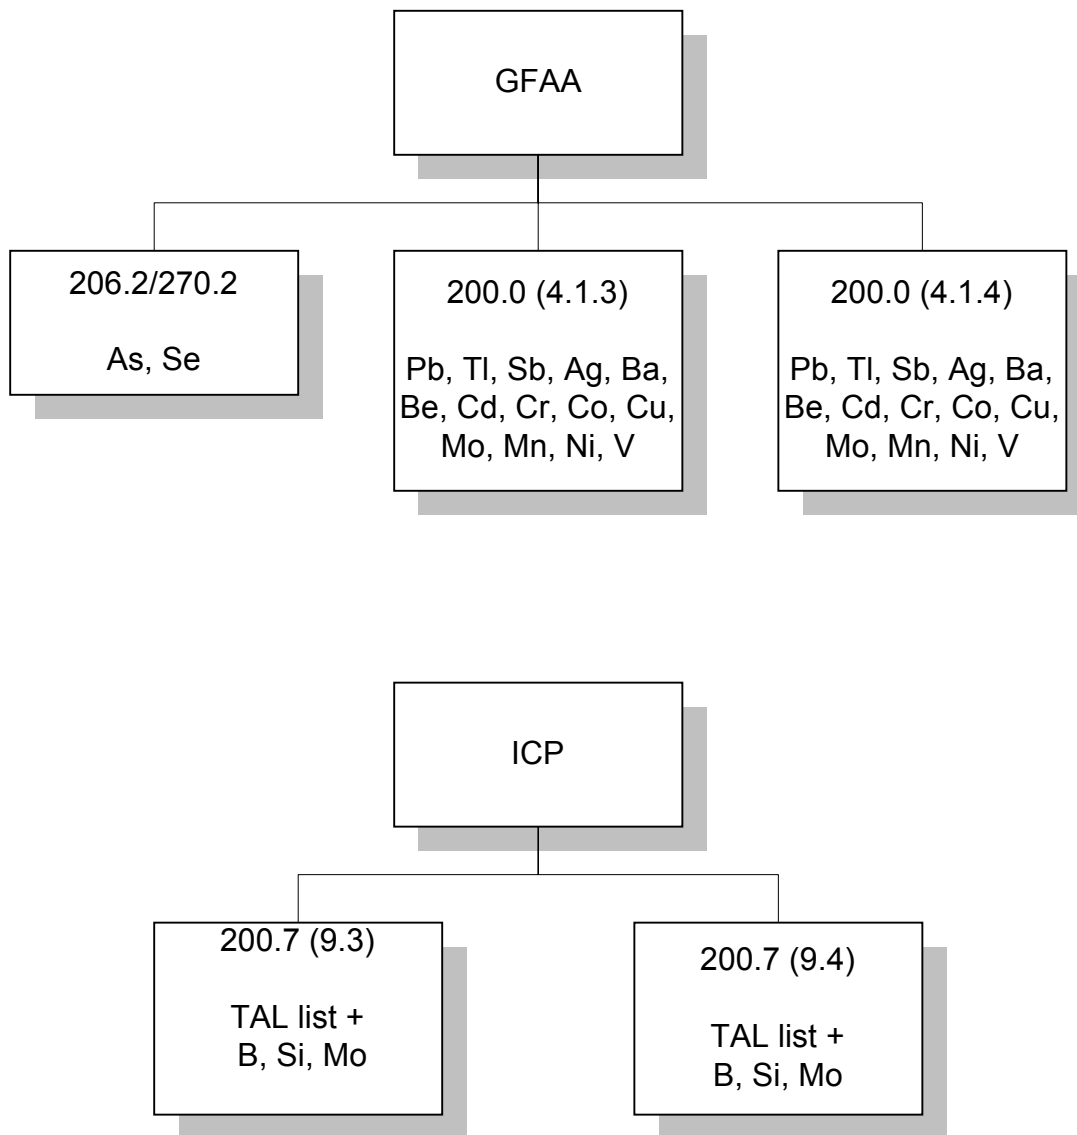 GFAA
206.2/270.2
As, Se
200.0 (4.1.3)
Pb, Tl, Sb, Ag, Ba,
Be, Cd, Cr, Co, Cu,
Mo, Mn, Ni, V
200.0 (4.1.4)
Pb, Tl, Sb, Ag, Ba,
Be, Cd, Cr, Co, Cu,
Mo, Mn, Ni, V
ICP
200.7 (9.3)
TAL list +
B, Si, Mo
200.7 (9.4)
TAL list +
B, Si, Mo